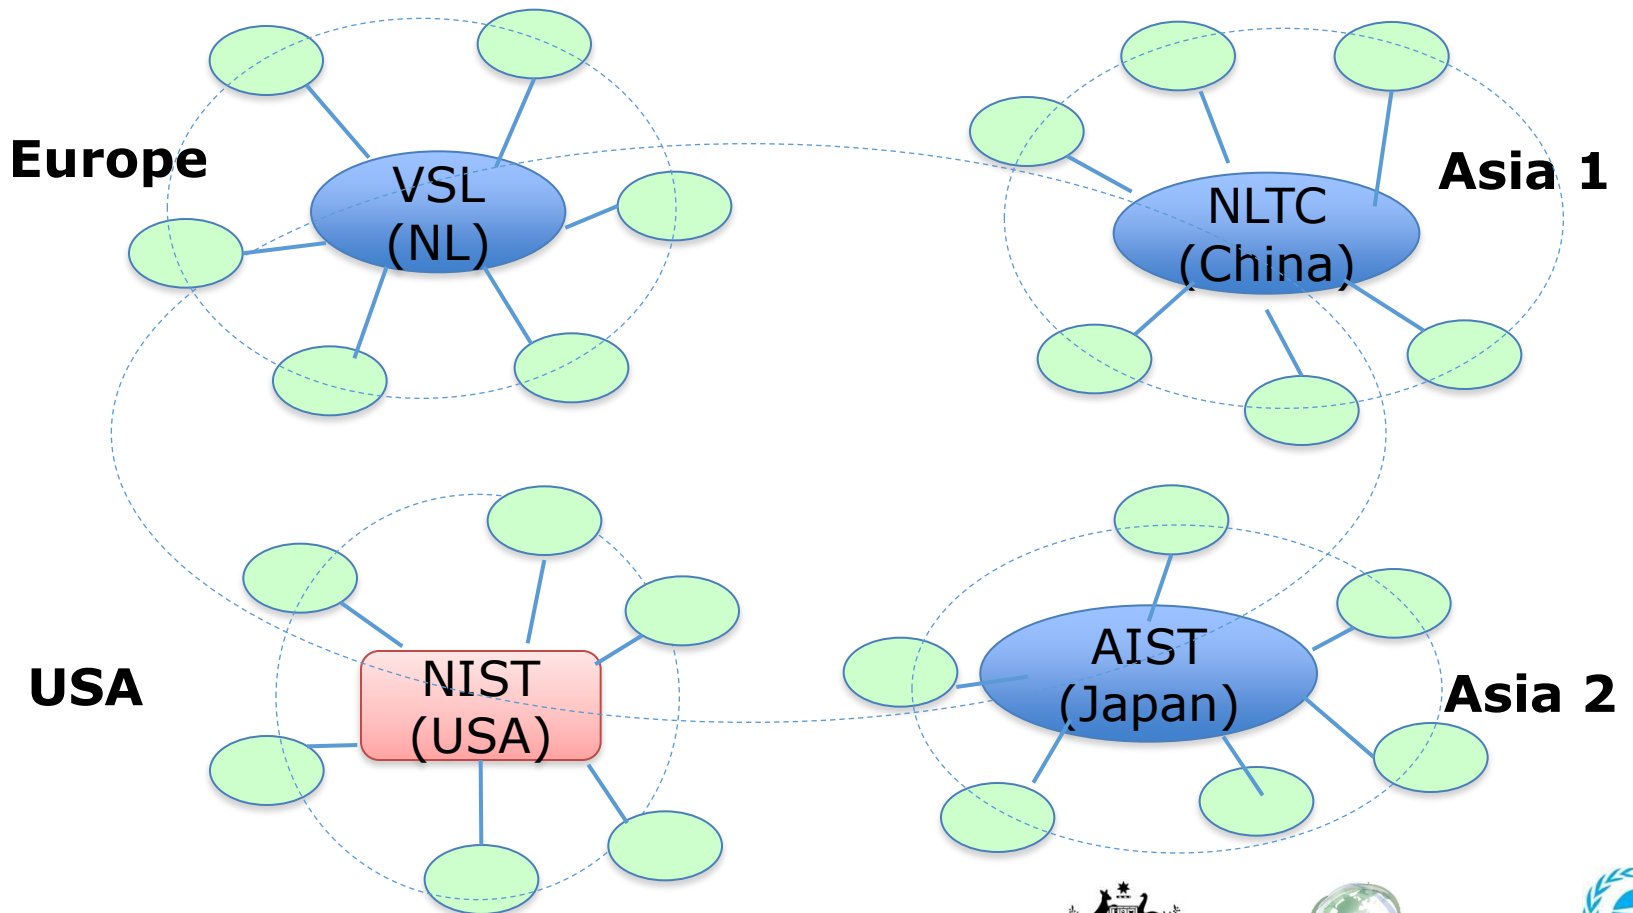 Europe
VSL
(NL)
NLTC
(China)
Asia 1
USA
NIST
(USA)
AIST
(Japan)
Asia 2